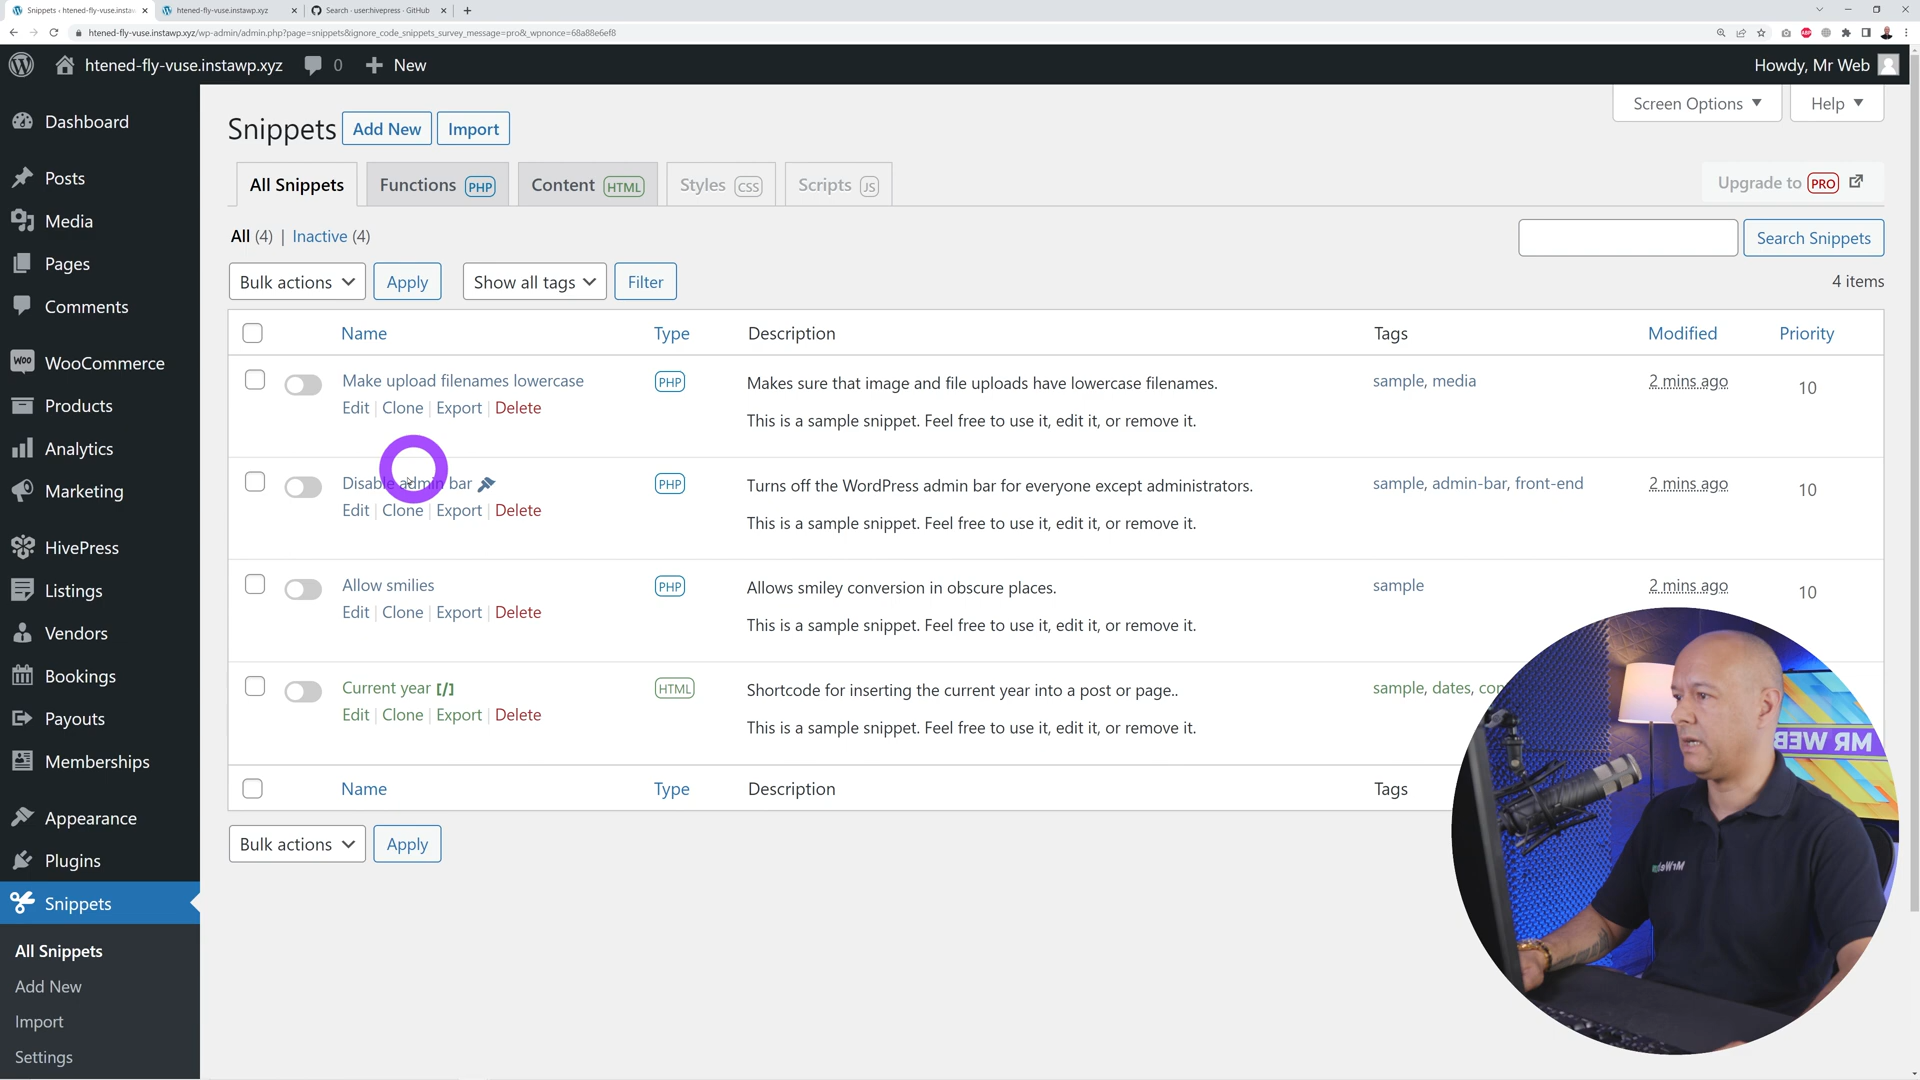 Snippets ‹ htened-fly-vuse.instaw
htened-fly-vuse.instawp.xyz
Search · user:hivepress · GitHub
htened-fly-vuse.instawp.xyz/wp-admin/admin.php?page=snippets&ignore_code_snippets_survey_message=pro&_wpnonce=68a88e6ef8
htened-fly-vuse.instawp.xyz
0
New
Howdy, Mr Web
Dashboard
Posts
Media
Pages
Comments
WooCommerce
Products
Analytics
Marketing
HivePress
Listings
Vendors
Bookings
Payouts
Memberships
Appearance
Plugins
Snippets
All Snippets
Add New
Import
Settings
Screen Options
Help
Snippets
Add New
Import
All Snippets
Functions PHP
Content HTML
Styles CSS
Scripts JS
Upgrade to PRO
All (4) | Inactive (4)
Search Snippets
Bulk actions
Apply
Show all tags
Filter
4 items
Name Type Description Tags Modified Priority
Make upload filenames lowercase
Edit | Clone | Export | Delete
PHP
Makes sure that image and file uploads have lowercase filenames.
This is a sample snippet. Feel free to use it, edit it, or remove it.
sample, media
2 mins ago
10
Disable admin bar
Edit | Clone | Export | Delete
PHP
Turns off the WordPress admin bar for everyone except administrators.
This is a sample snippet. Feel free to use it, edit it, or remove it.
sample, admin-bar, front-end
2 mins ago
10
Allow smilies
Edit | Clone | Export | Delete
PHP
Allows smiley conversion in obscure places.
This is a sample snippet. Feel free to use it, edit it, or remove it.
sample
2 mins ago
10
Current year [/]
Edit | Clone | Export | Delete
HTML
Shortcode for inserting the current year into a post or page..
This is a sample snippet. Feel free to use it, edit it, or remove it.
sample, dates, con
Name Type Description Tags
Bulk actions
Apply
MR WEB